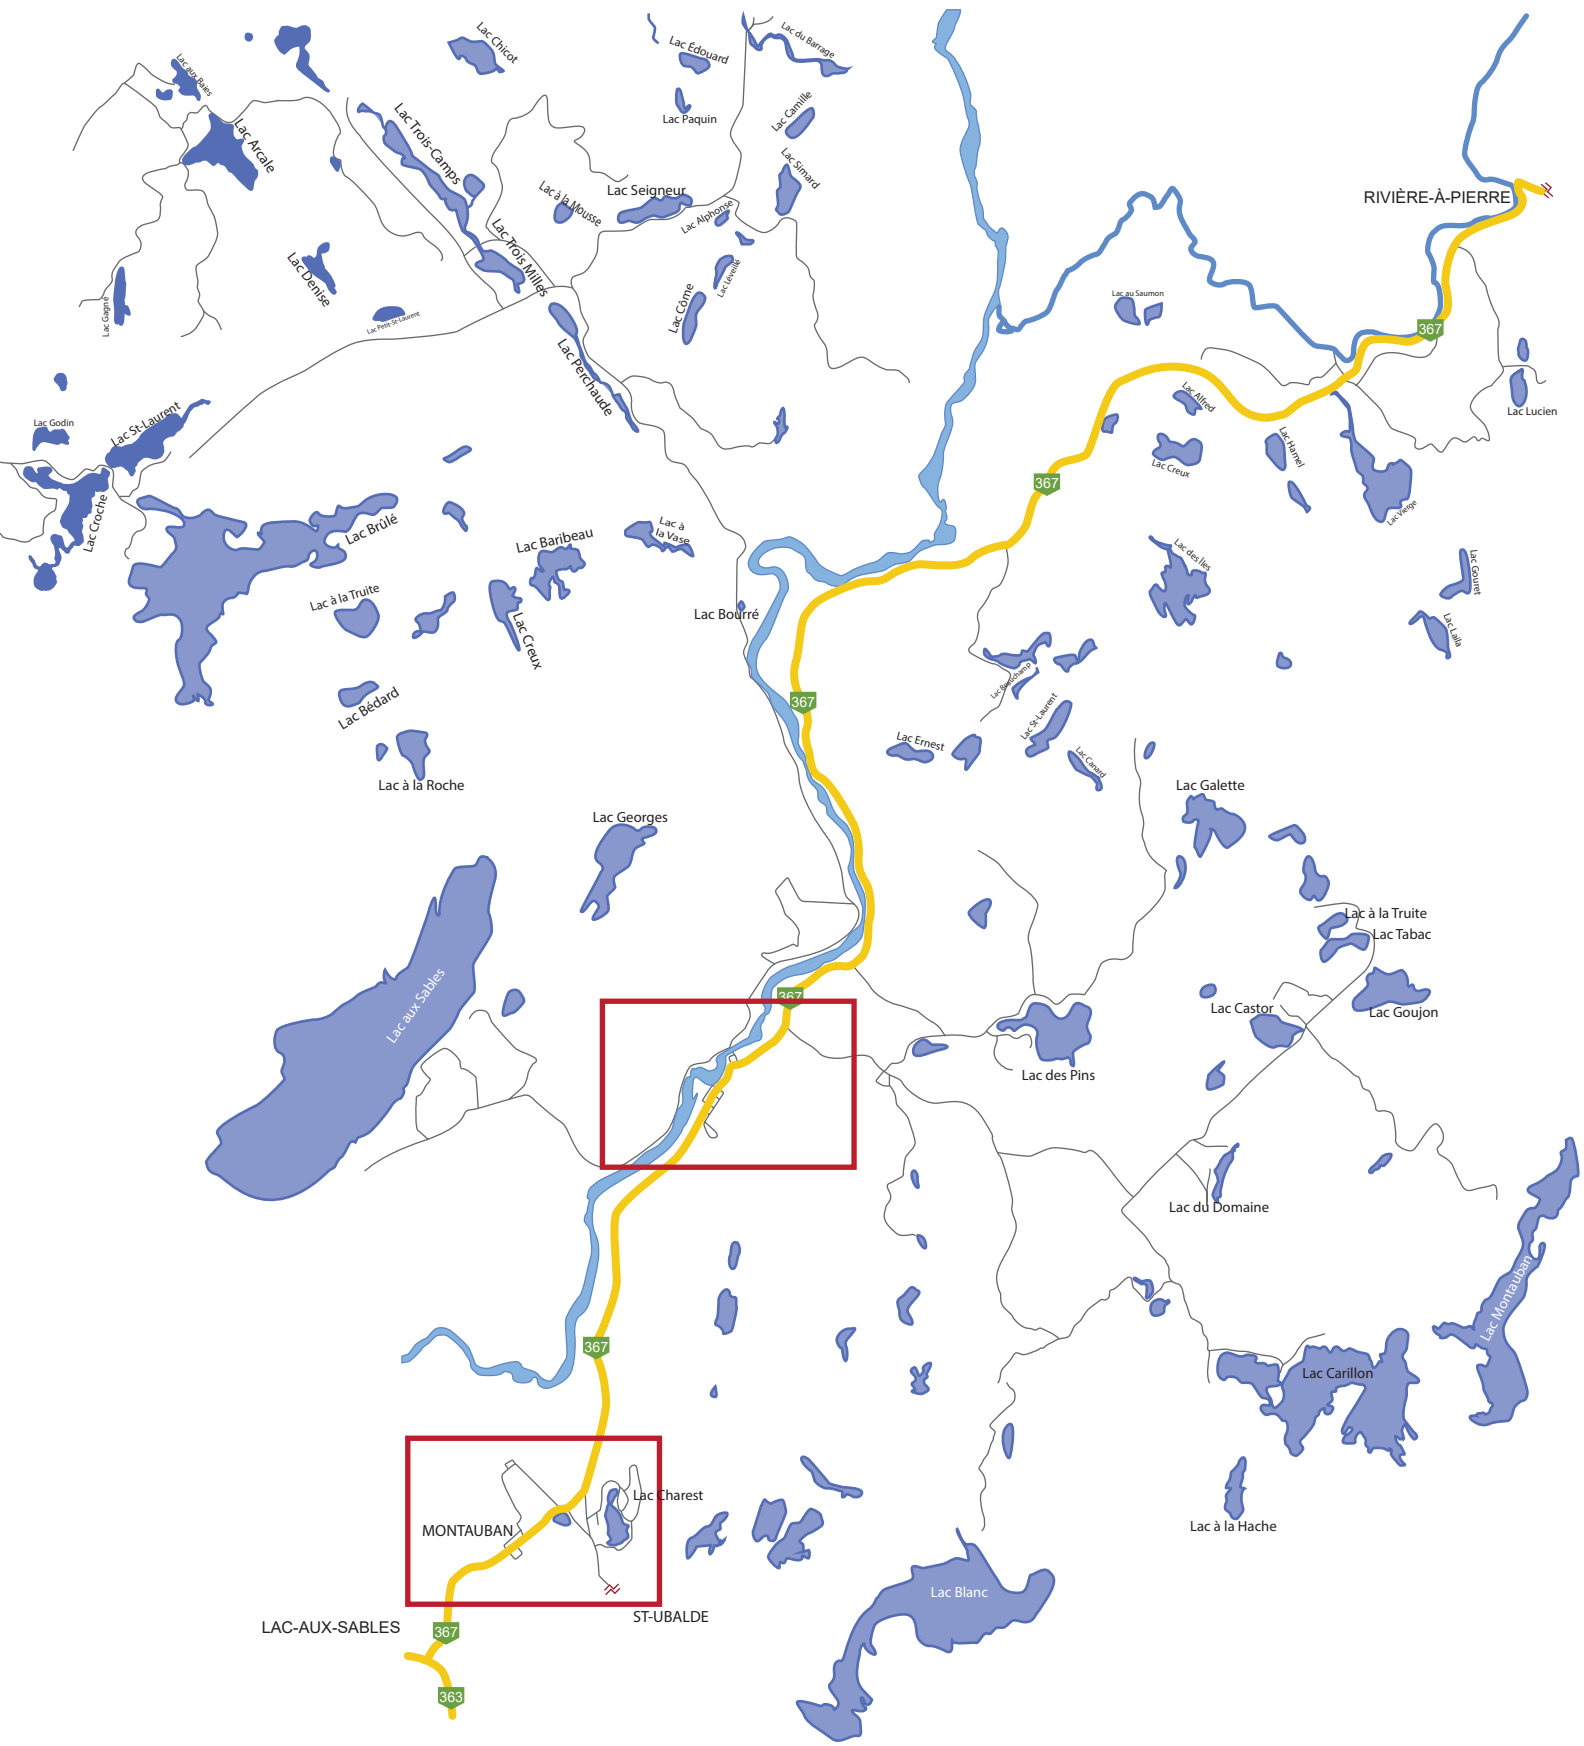 Lac aux Baies
Lac Chicot
Lac Édouard
Lac du Barrage
Lac Paquin
Lac Camille
Lac Arcale
Lac Trois-Camps
Lac Simard
Lac à la Mousse
Lac Seigneur
Lac Alphonse
RIVIÈRE-À-PIERRE
Lac Trois Milles
Lac Denise
Lac Gagné
Lac Petit-St-Laurent
Lac Côme
Lac Léveillé
Lac au Saumon
367
Lac Perchaude
Lac Godin
Lac St-Laurent
Lac Alfred
Lac Lucien
Lac Hamel
Lac Creux
367
Lac Vierge
Lac Croche
Lac Brûlé
Lac Baribeau
Lac à
la Vase
Lac des Îles
Lac Gouret
Lac à la Truite
Lac Creux
Lac Bourré
Lac Laila
Lac Beauchamp
Lac Bédard
367
Lac St-Laurent
Lac Ernest
Lac Canard
Lac à la Roche
Lac Galette
Lac Georges
Lac à la Truite
Lac Tabac
Lac aux Sables
367
Lac Castor
Lac Goujon
Lac des Pins
Lac du Domaine
Lac Montauban
367
Lac Carillon
Lac Charest
MONTAUBAN
Lac à la Hache
Lac Blanc
ST-UBALDE
LAC-AUX-SABLES
367
363